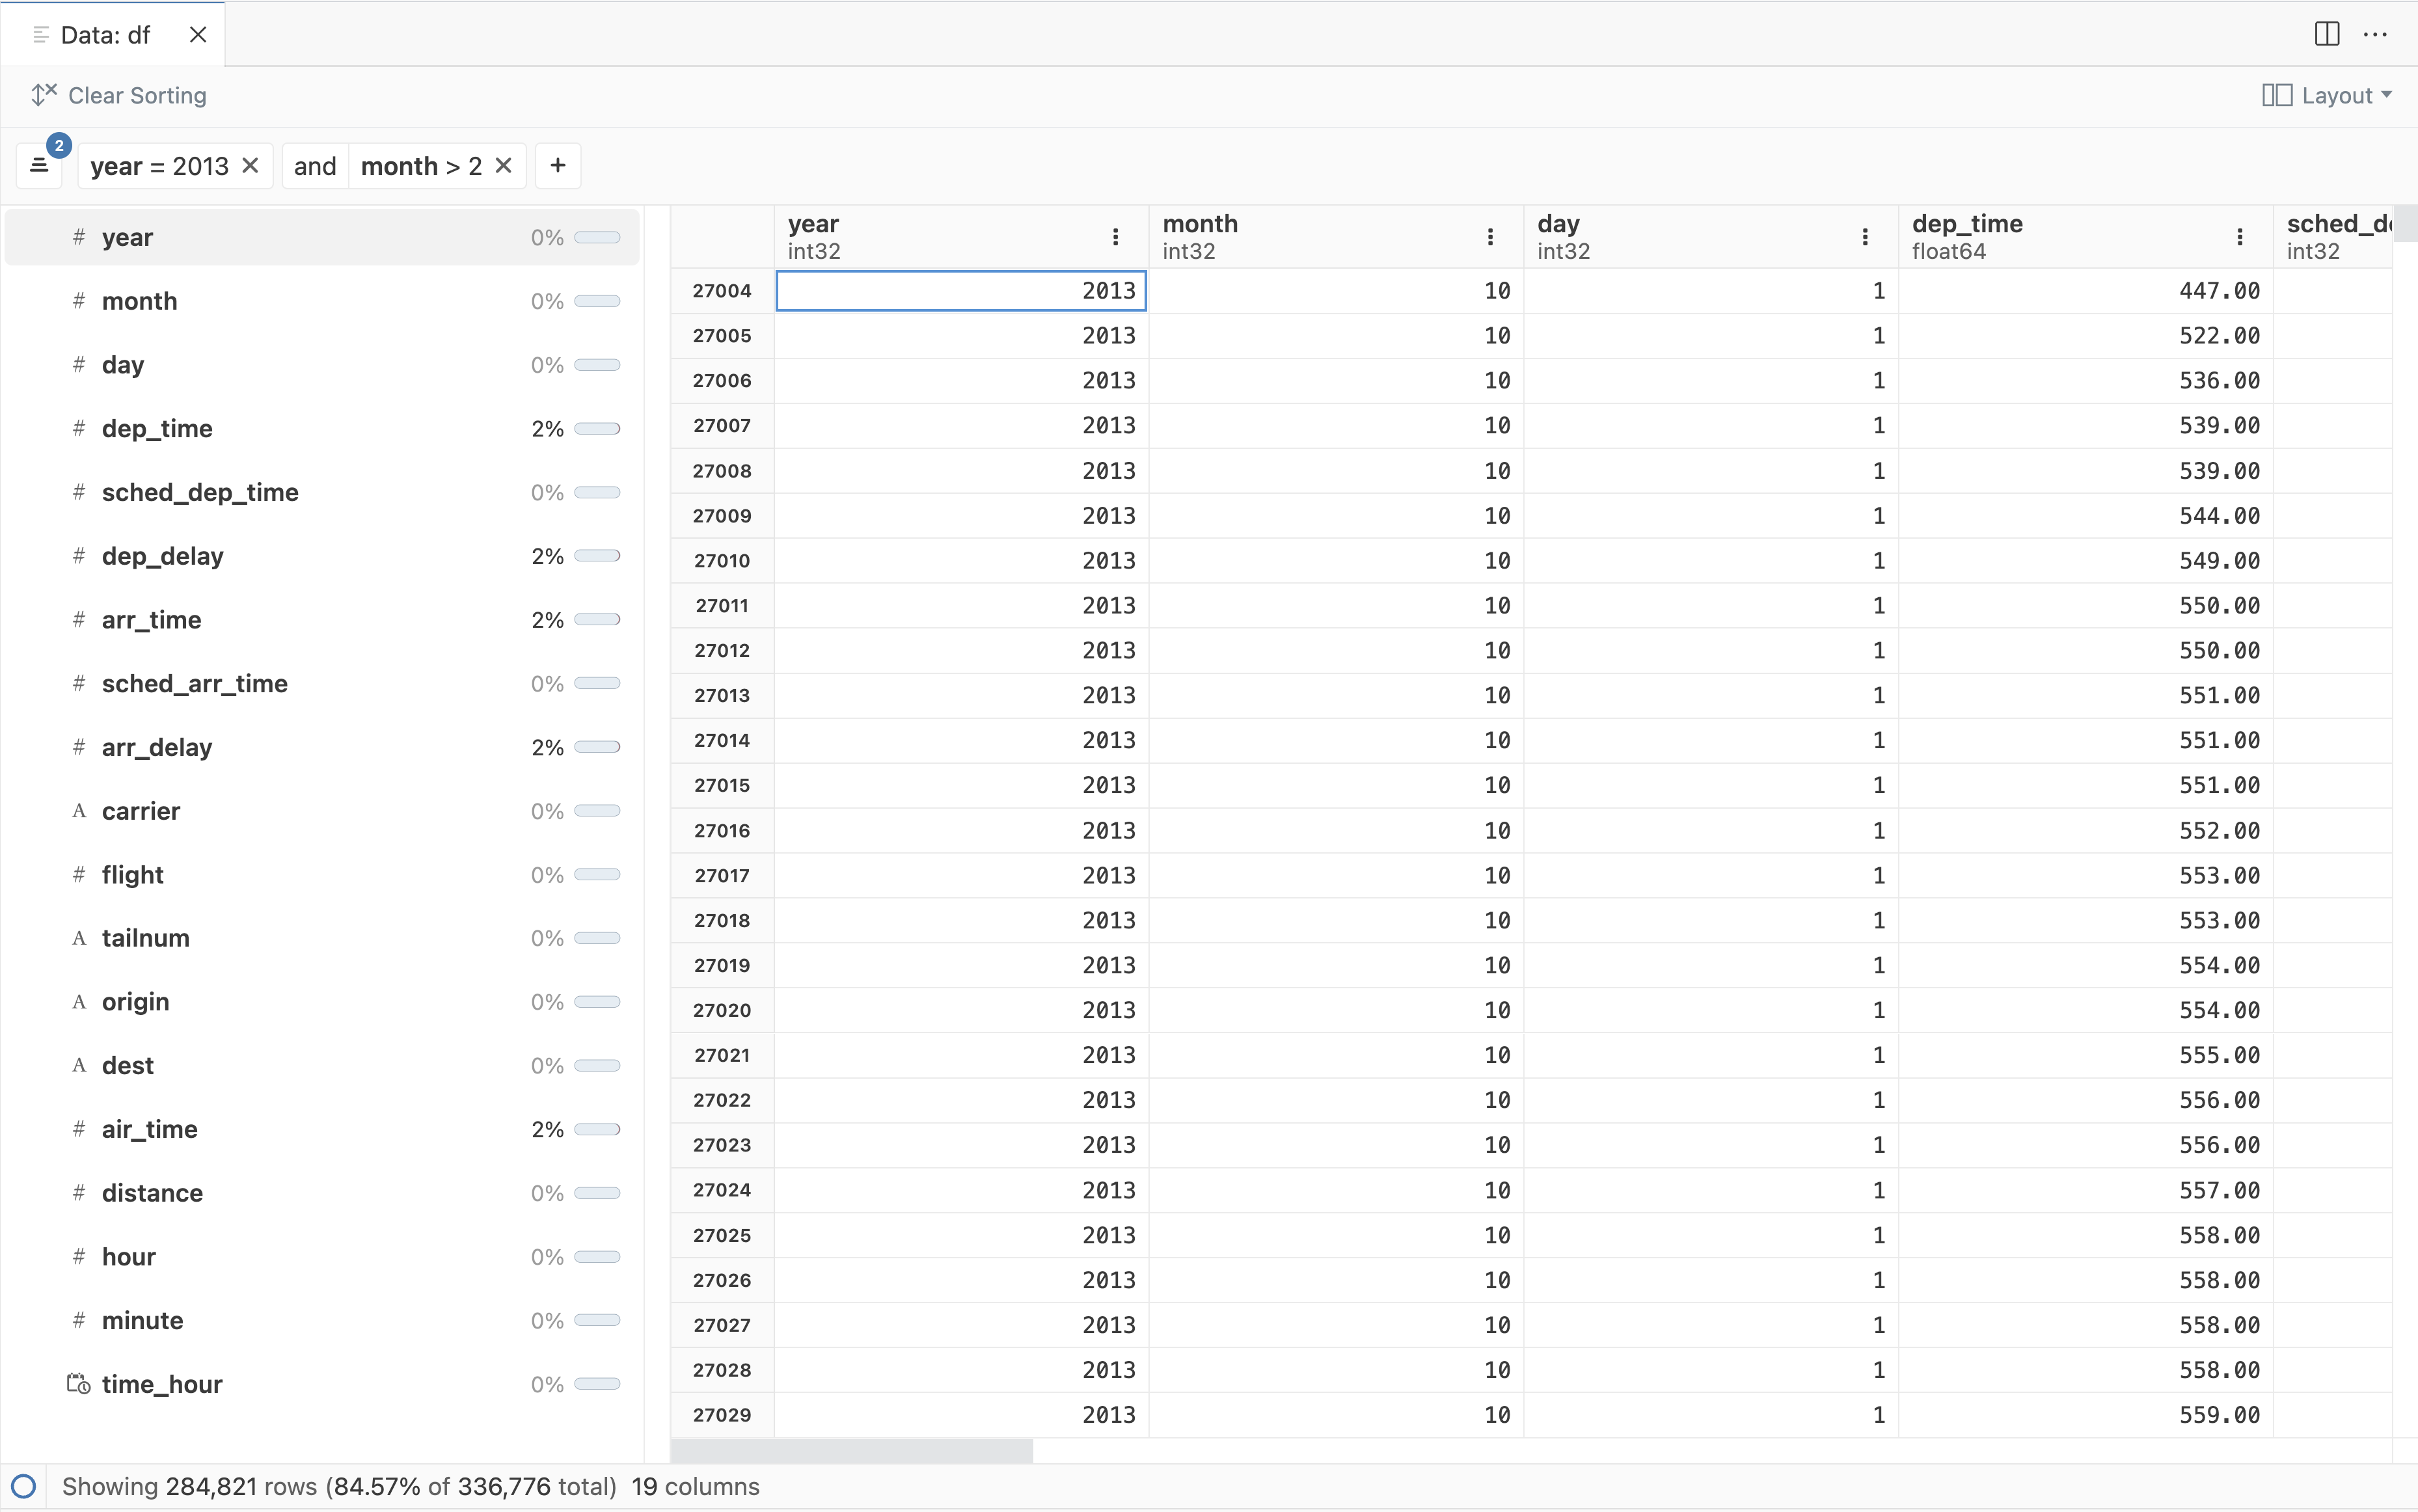 Data: df
Clear Sorting
Layout
2
year = 2013
and
month > 2
+
# year 0%
# month 0%
# day 0%
# dep_time 2%
# sched_dep_time 0%
# dep_delay 2%
# arr_time 2%
# sched_arr_time 0%
# arr_delay 2%
A carrier 0%
# flight 0%
A tailnum 0%
A origin 0%
A dest 0%
# air_time 2%
# distance 0%
# hour 0%
# minute 0%
time_hour 0%
year month day dep_time sched_d
int32 int32 int32 float64 int32
27004 2013 10 1 447.00
27005 2013 10 1 522.00
27006 2013 10 1 536.00
27007 2013 10 1 539.00
27008 2013 10 1 539.00
27009 2013 10 1 544.00
27010 2013 10 1 549.00
27011 2013 10 1 550.00
27012 2013 10 1 550.00
27013 2013 10 1 551.00
27014 2013 10 1 551.00
27015 2013 10 1 551.00
27016 2013 10 1 552.00
27017 2013 10 1 553.00
27018 2013 10 1 553.00
27019 2013 10 1 554.00
27020 2013 10 1 554.00
27021 2013 10 1 555.00
27022 2013 10 1 556.00
27023 2013 10 1 556.00
27024 2013 10 1 557.00
27025 2013 10 1 558.00
27026 2013 10 1 558.00
27027 2013 10 1 558.00
27028 2013 10 1 558.00
27029 2013 10 1 559.00
Showing 284,821 rows (84.57% of 336,776 total) 19 columns